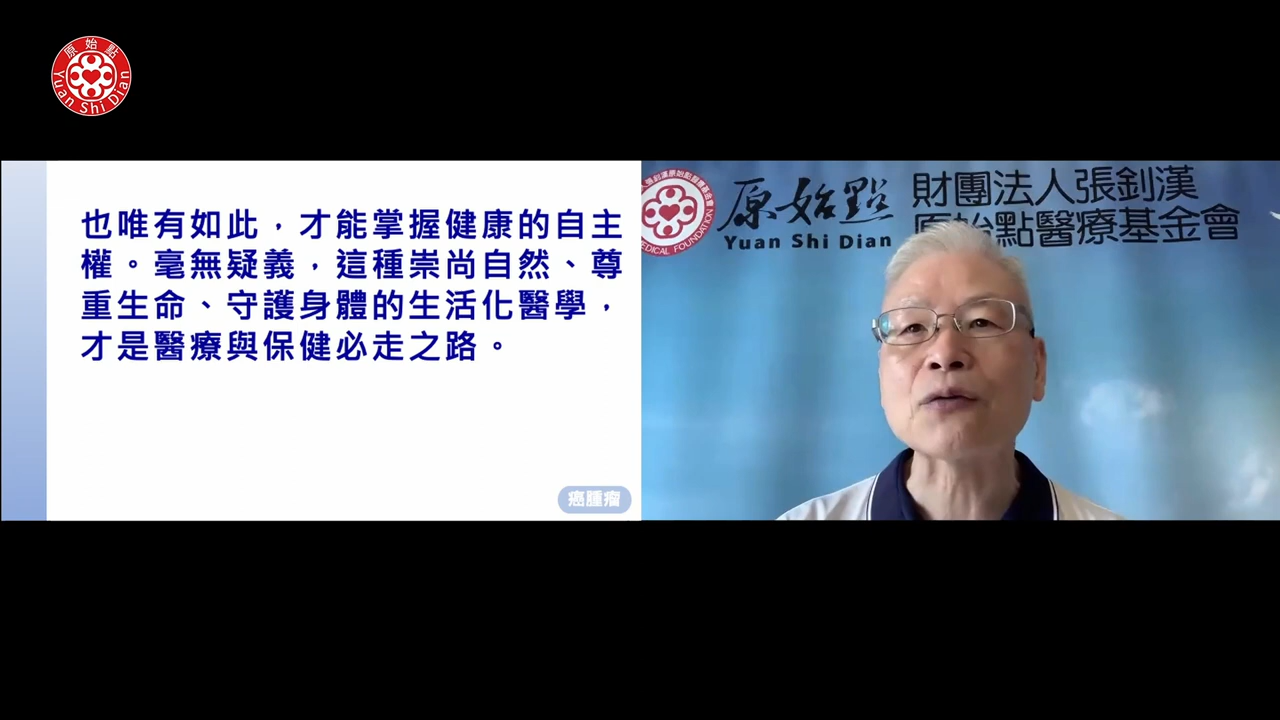 原始點
Yuan Shi Dian
也唯有如此，才能掌握健康的自主
權。毫無疑義，這種崇尚自然、尊
重生命、守護身體的生活化醫學，
才是醫療與保健必走之路。
癌腫瘤
原始點
Yuan Shi Dian
財團法人張釗漢
原始點醫療基金會